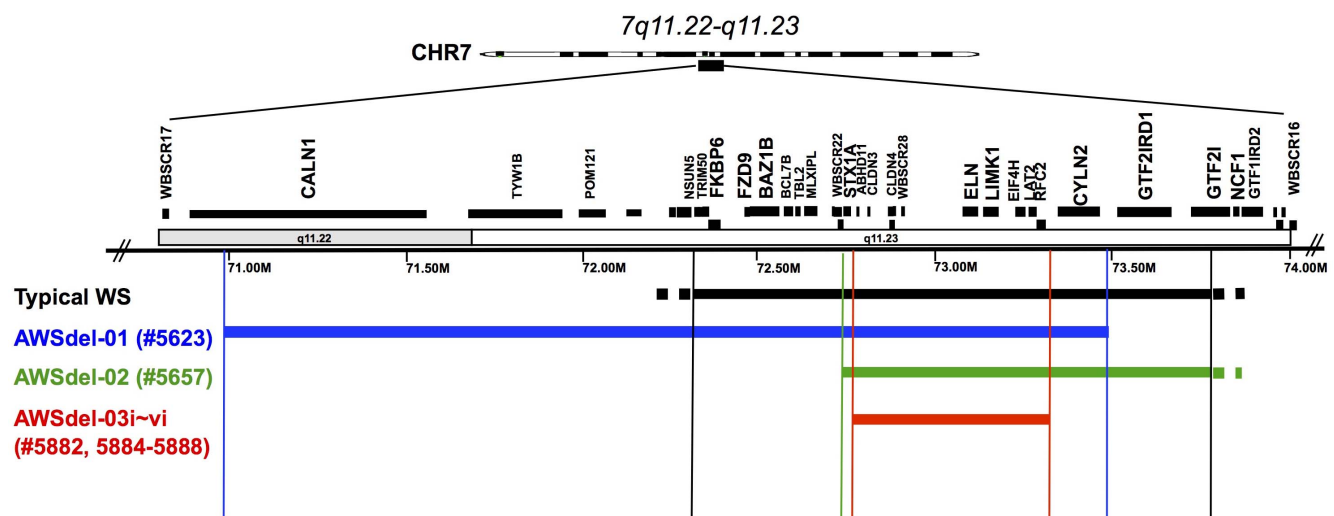 7q11.22-q11.23
CHR7
WBSCR17
CALN1
TYW1B
POM121
NSUN5
TRIM50
FKBP6
FZD9
BAZ1B
BCL7B
TBL2
MLXIPL
WBSCR22
STX1A
ABHD11
CLDN3
CLDN4
WBSCR28
ELN
LIMK1
EIF4H
LAT2
RFC2
CYLN2
GTF2IRD1
GTF2I
NCF1
GTF1IRD2
WBSCR16
q11.22 q11.23
71.00M 71.50M 72.00M 72.50M 73.00M 73.50M 74.00M
Typical WS
AWSdel-01 (#5623)
AWSdel-02 (#5657)
AWSdel-03i~vi
(#5882, 5884-5888)